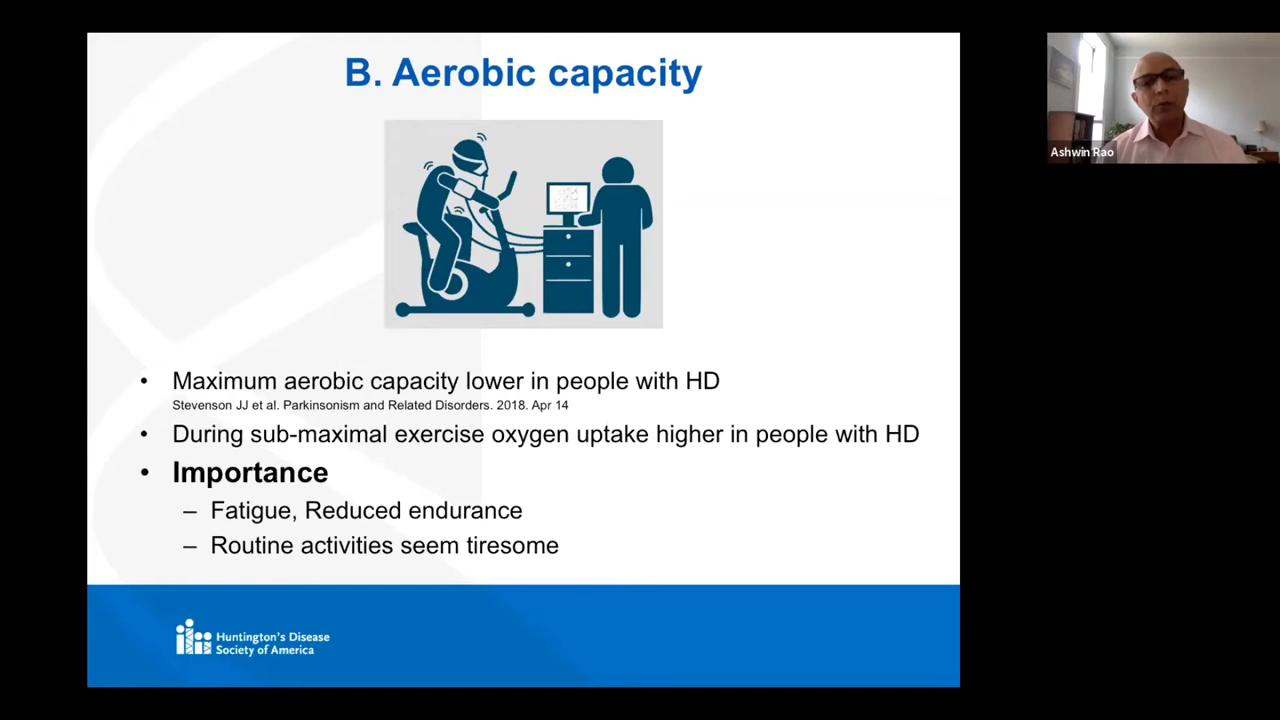 B. Aerobic capacity
• Maximum aerobic capacity lower in people with HD
Stevenson JJ et al. Parkinsonism and Related Disorders. 2018. Apr 14
• During sub-maximal exercise oxygen uptake higher in people with HD
• Importance
– Fatigue, Reduced endurance
– Routine activities seem tiresome
Huntington's Disease
Society of America
Ashwin Rao